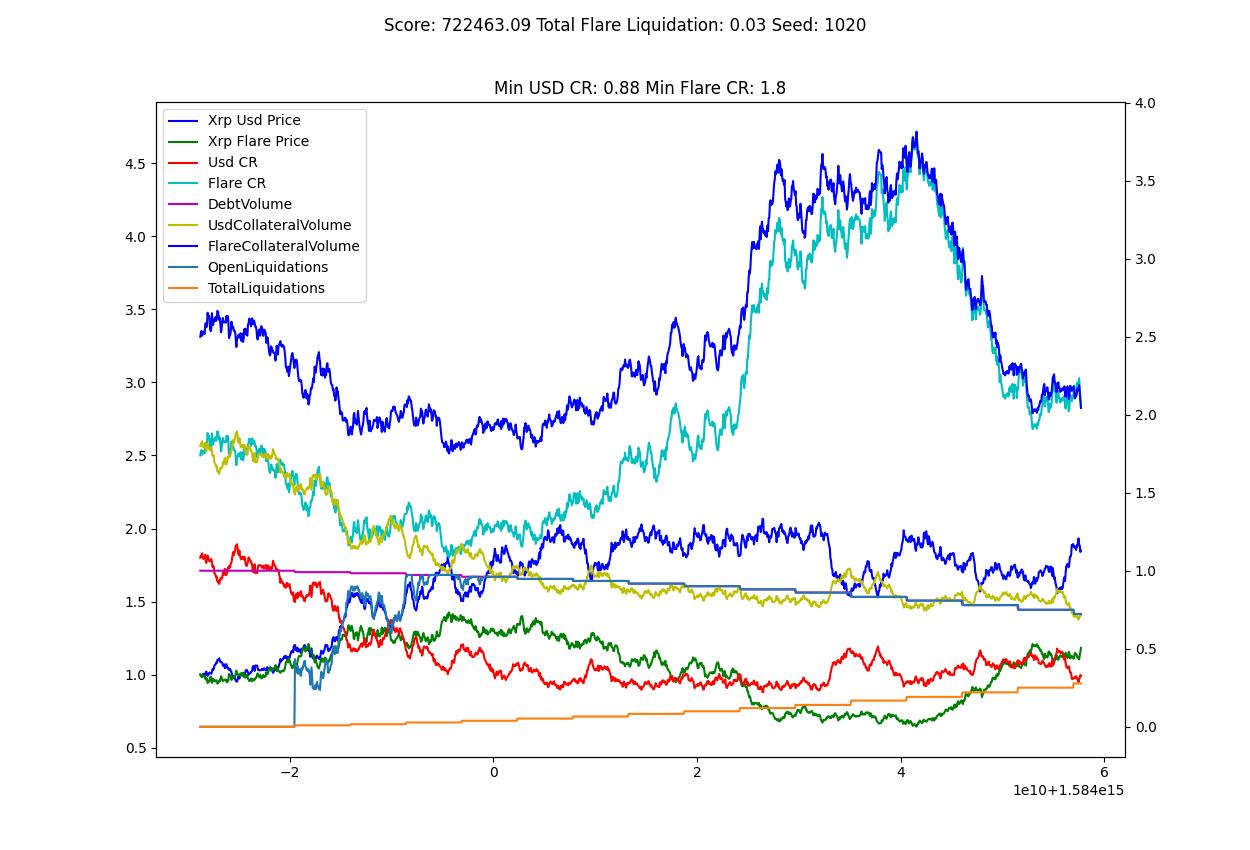 Score: 722463.09 Total Flare Liquidation: 0.03 Seed: 1020
Min USD CR: 0.88 Min Flare CR: 1.8
Xrp Usd Price
Xrp Flare Price
Usd CR
Flare CR
DebtVolume
UsdCollateralVolume
FlareCollateralVolume
OpenLiquidations
TotalLiquidations
4.5
4.0
3.5
3.0
2.5
2.0
1.5
1.0
0.5
4.0
3.5
3.0
2.5
2.0
1.5
1.0
0.5
0.0
−2
0
2
4
6
1e10+1.584e15